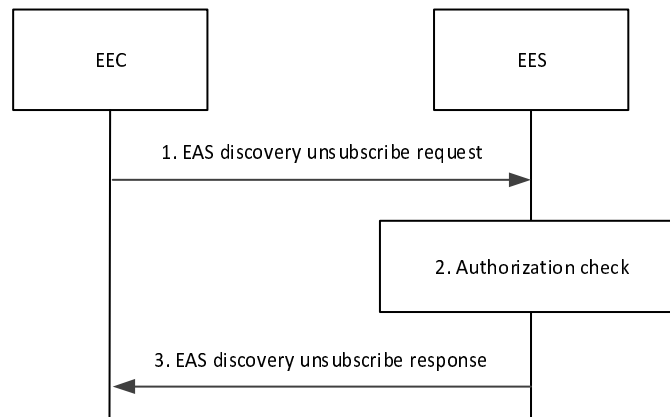 EEC
EES
1. EAS discovery unsubscribe request
2. Authorization check
3. EAS discovery unsubscribe response